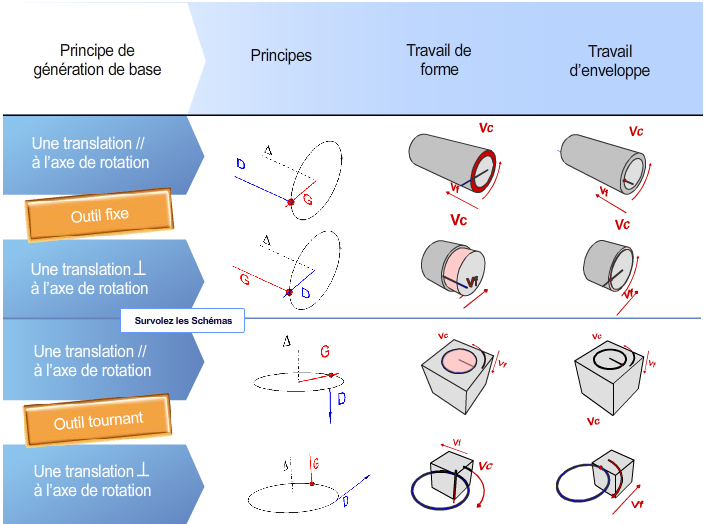 Principe de
génération de base
Principes
Travail de
forme
Travail
d'enveloppe
Une translation //
à l'axe de rotation
Δ
D
G
Vc
Vf
Vc
Vf
Outil fixe
Une translation ⊥
à l'axe de rotation
Δ
G
D
Vc
Vf
Vf
Survolez les Schémas
Une translation //
à l'axe de rotation
Δ
G
D
Vc
Vf
Vc
Vf
Vc
Outil tournant
Une translation ⊥
à l'axe de rotation
Δ
G
D
Vf
Vc
Vf